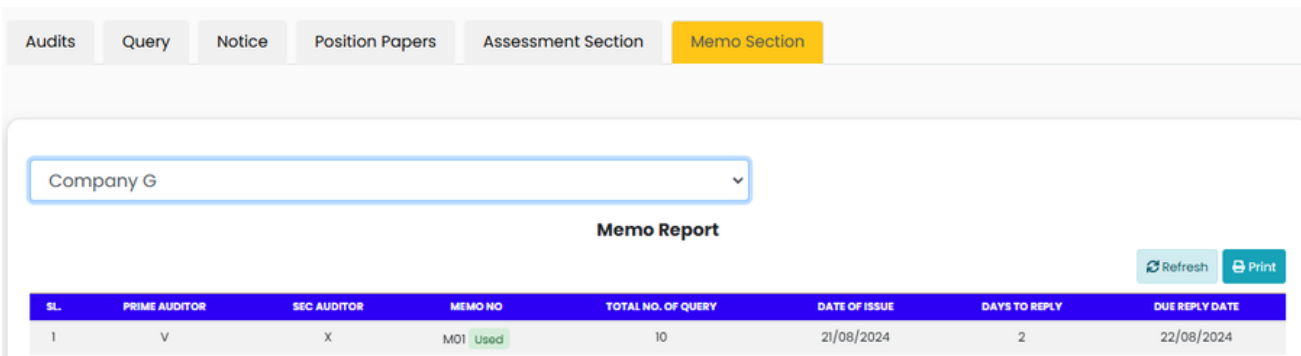 Audits Query Notice Position Papers Assessment Section Memo Section
Company G
Memo Report
Refresh Print
SL. PRIME AUDITOR SEC AUDITOR MEMO NO TOTAL NO. OF QUERY DATE OF ISSUE DAYS TO REPLY DUE REPLY DATE
1 V X M01 Used 10 21/08/2024 2 22/08/2024